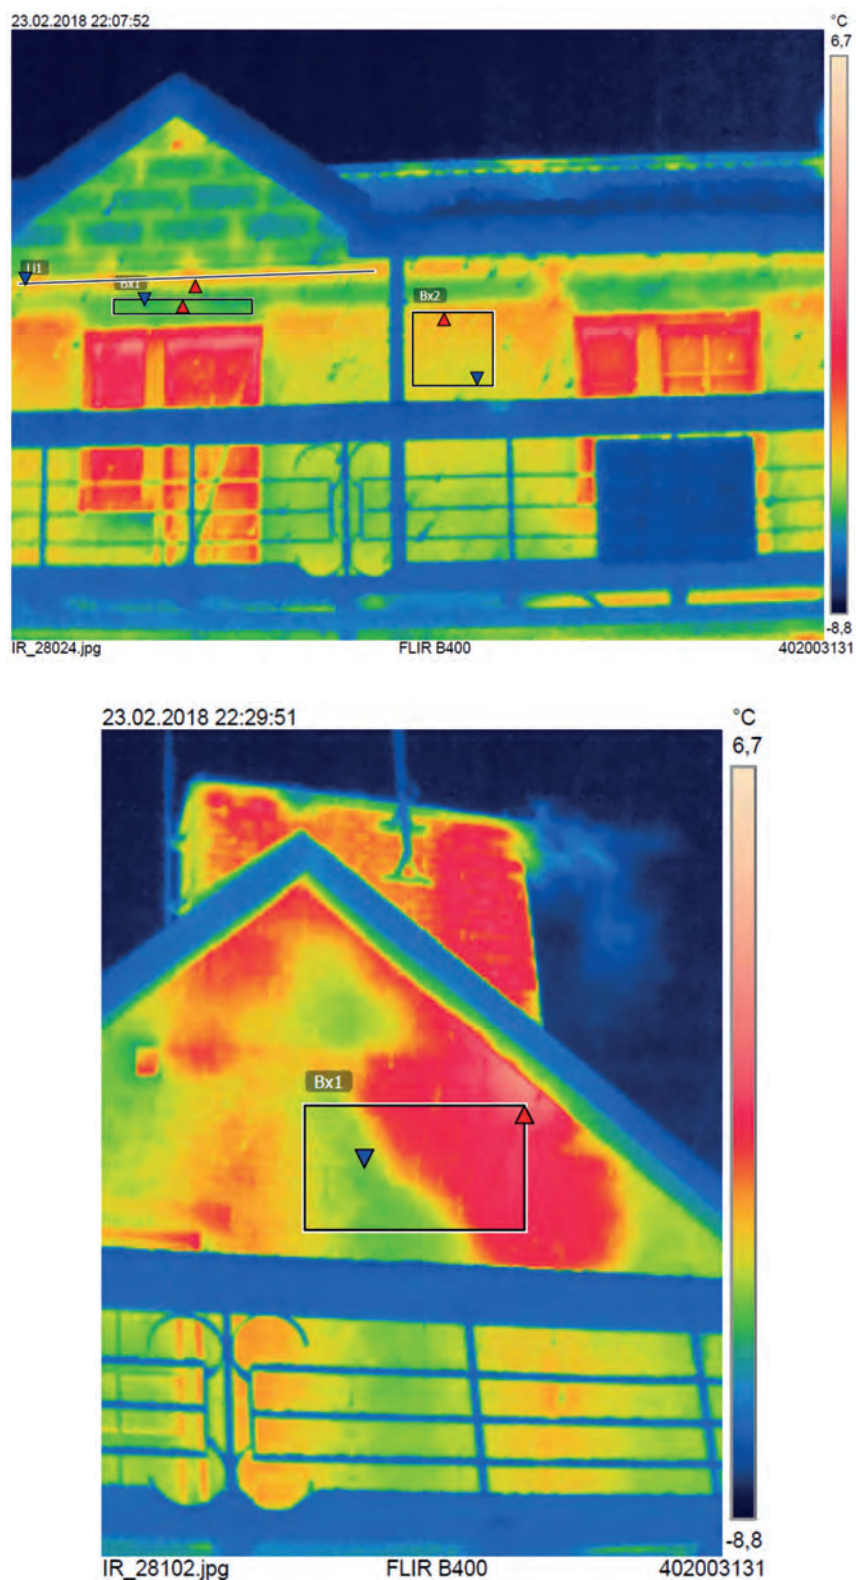 23.02.2018 22:07:52
°C
6,7
Li1
Bx1
Bx2
-8,8
IR_28024.jpg
FLIR B400
402003131
23.02.2018 22:29:51
°C
6,7
Bx1
-8,8
IR_28102.jpg
FLIR B400
402003131